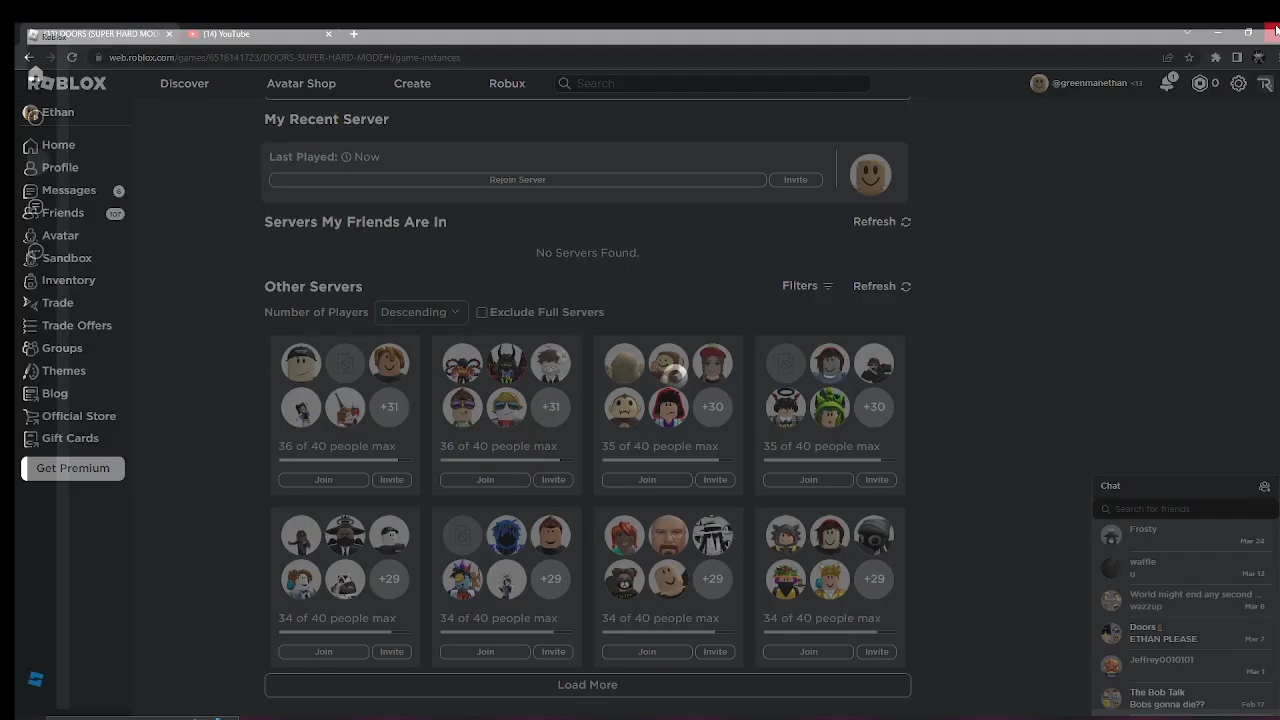 (11) DOORS (SUPER HARD MOD
(14) YouTube
Roblox
web.roblox.com/games/6516141723/DOORS-SUPER-HARD-MODE#!/game-instances
ROBLOX
Discover
Avatar Shop
Create
Robux
Search
@greenmanethan <13
1
0
Ethan
Home
Profile
Messages 6
Friends 107
Avatar
Sandbox
Inventory
Trade
Trade Offers
Groups
Themes
Blog
Official Store
Gift Cards
Get Premium
My Recent Server
Last Played: Now
Rejoin Server
Invite
Servers My Friends Are In
Refresh
No Servers Found.
Other Servers
Filters
Refresh
Number of Players
Descending
Exclude Full Servers
+31
+31
+30
+30
36 of 40 people max
36 of 40 people max
35 of 40 people max
35 of 40 people max
Join Invite
Join Invite
Join Invite
Join Invite
+29
+29
+29
+29
34 of 40 people max
34 of 40 people max
34 of 40 people max
34 of 40 people max
Join Invite
Join Invite
Join Invite
Join Invite
Load More
Chat
Search for friends
Frosty
Mar 24
waffle
u Mar 13
World might end any second ...
wazzup Mar 8
Doors
ETHAN PLEASE Mar 7
Jeffrey0010101
Mar 1
The Bob Talk
Bobs gonna die?? Feb 17